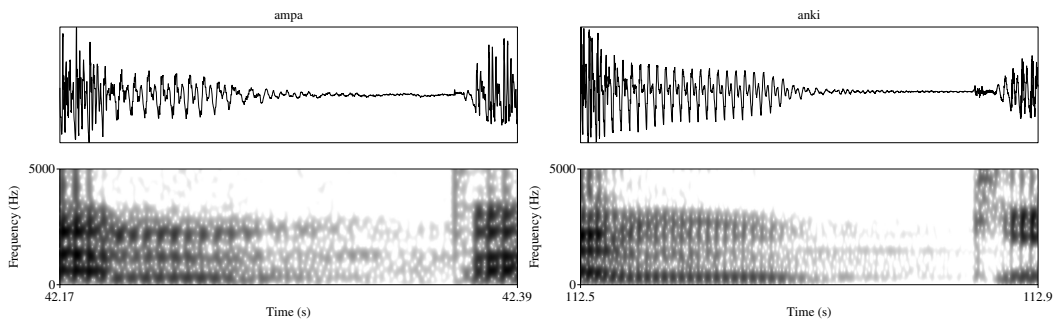 ampa
anki
5000
0
Frequency (Hz)
42.17
42.39
Time (s)
5000
0
Frequency (Hz)
112.5
112.9
Time (s)